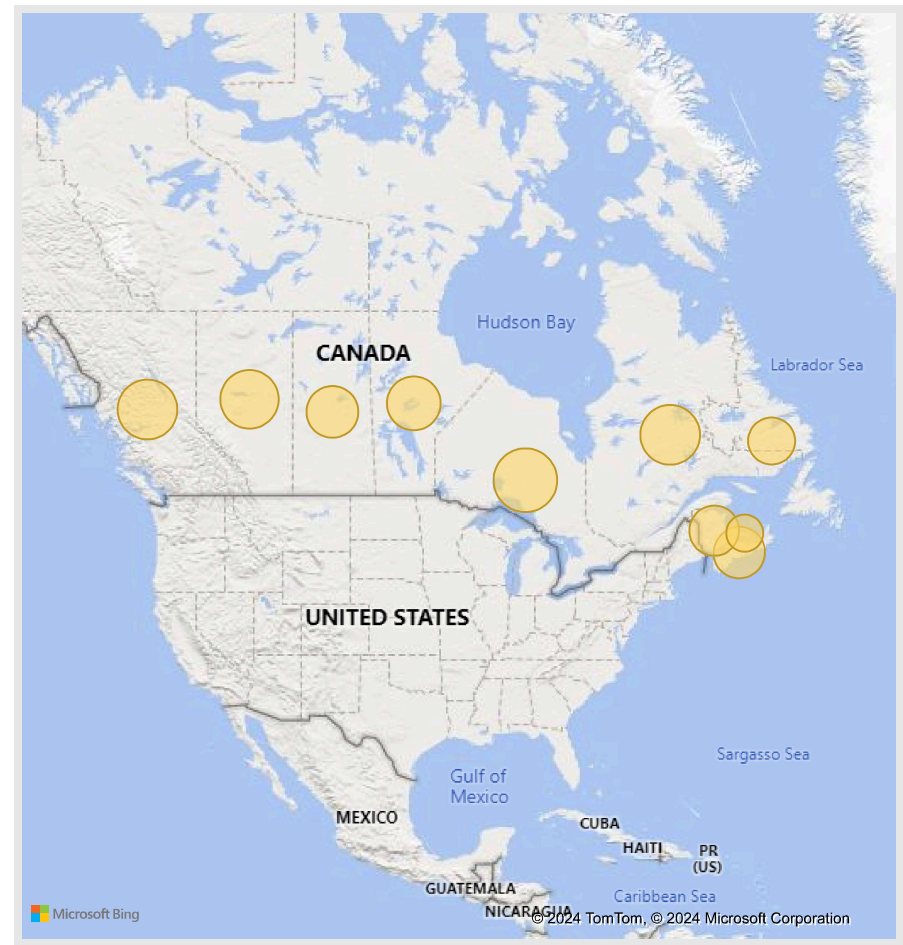 Hudson Bay
CANADA
Labrador Sea
UNITED STATES
Sargasso Sea
Gulf of
Mexico
MEXICO
CUBA
HAITI
PR
(US)
GUATEMALA
Caribbean Sea
NICARAGUA
Microsoft Bing
© 2024 TomTom, © 2024 Microsoft Corporation